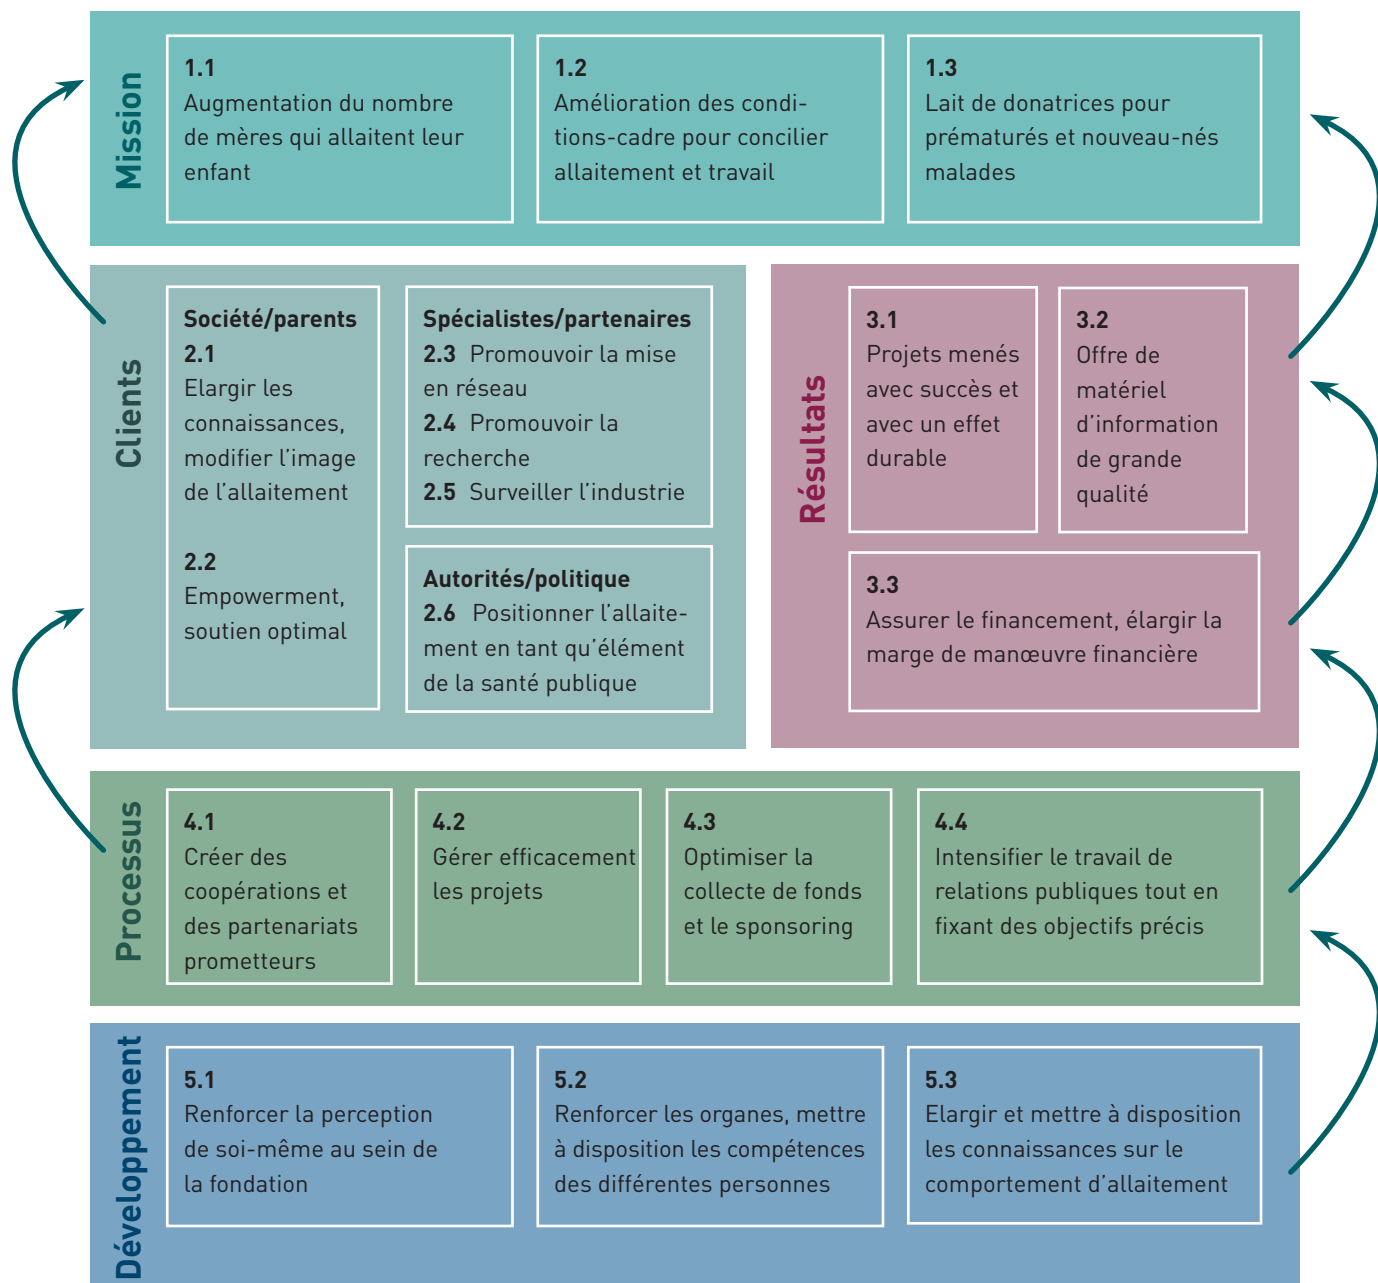 Mission
1.1
Augmentation du nombre
de mères qui allaitent leur
enfant
1.2
Amélioration des condi-
tions-cadre pour concilier
allaitement et travail
1.3
Lait de donatrices pour
prématurés et nouveau-nés
malades
Clients
Société/parents
2.1
Elargir les
connaissances,
modifier l’image
de l’allaitement
2.2
Empowerment,
soutien optimal
Spécialistes/partenaires
2.3 Promouvoir la mise
en réseau
2.4 Promouvoir la
recherche
2.5 Surveiller l’industrie
Autorités/politique
2.6 Positionner l’allaite-
ment en tant qu’élément
de la santé publique
Résultats
3.1
Projets menés
avec succès et
avec un effet
durable
3.2
Offre de
matériel
d’information
de grande
qualité
3.3
Assurer le financement, élargir la
marge de manœuvre financière
Processus
4.1
Créer des
coopérations et
des partenariats
prometteurs
4.2
Gérer efficacement
les projets
4.3
Optimiser la
collecte de fonds
et le sponsoring
4.4
Intensifier le travail de
relations publiques tout en
fixant des objectifs précis
Développement
5.1
Renforcer la perception
de soi-même au sein de
la fondation
5.2
Renforcer les organes, mettre
à disposition les compétences
des différentes personnes
5.3
Elargir et mettre à disposition
les connaissances sur le
comportement d’allaitement